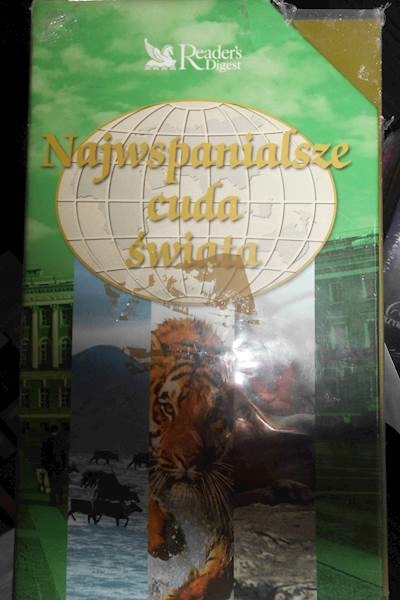 Reader's
Digest
Najwspanialsze
cuda
świata